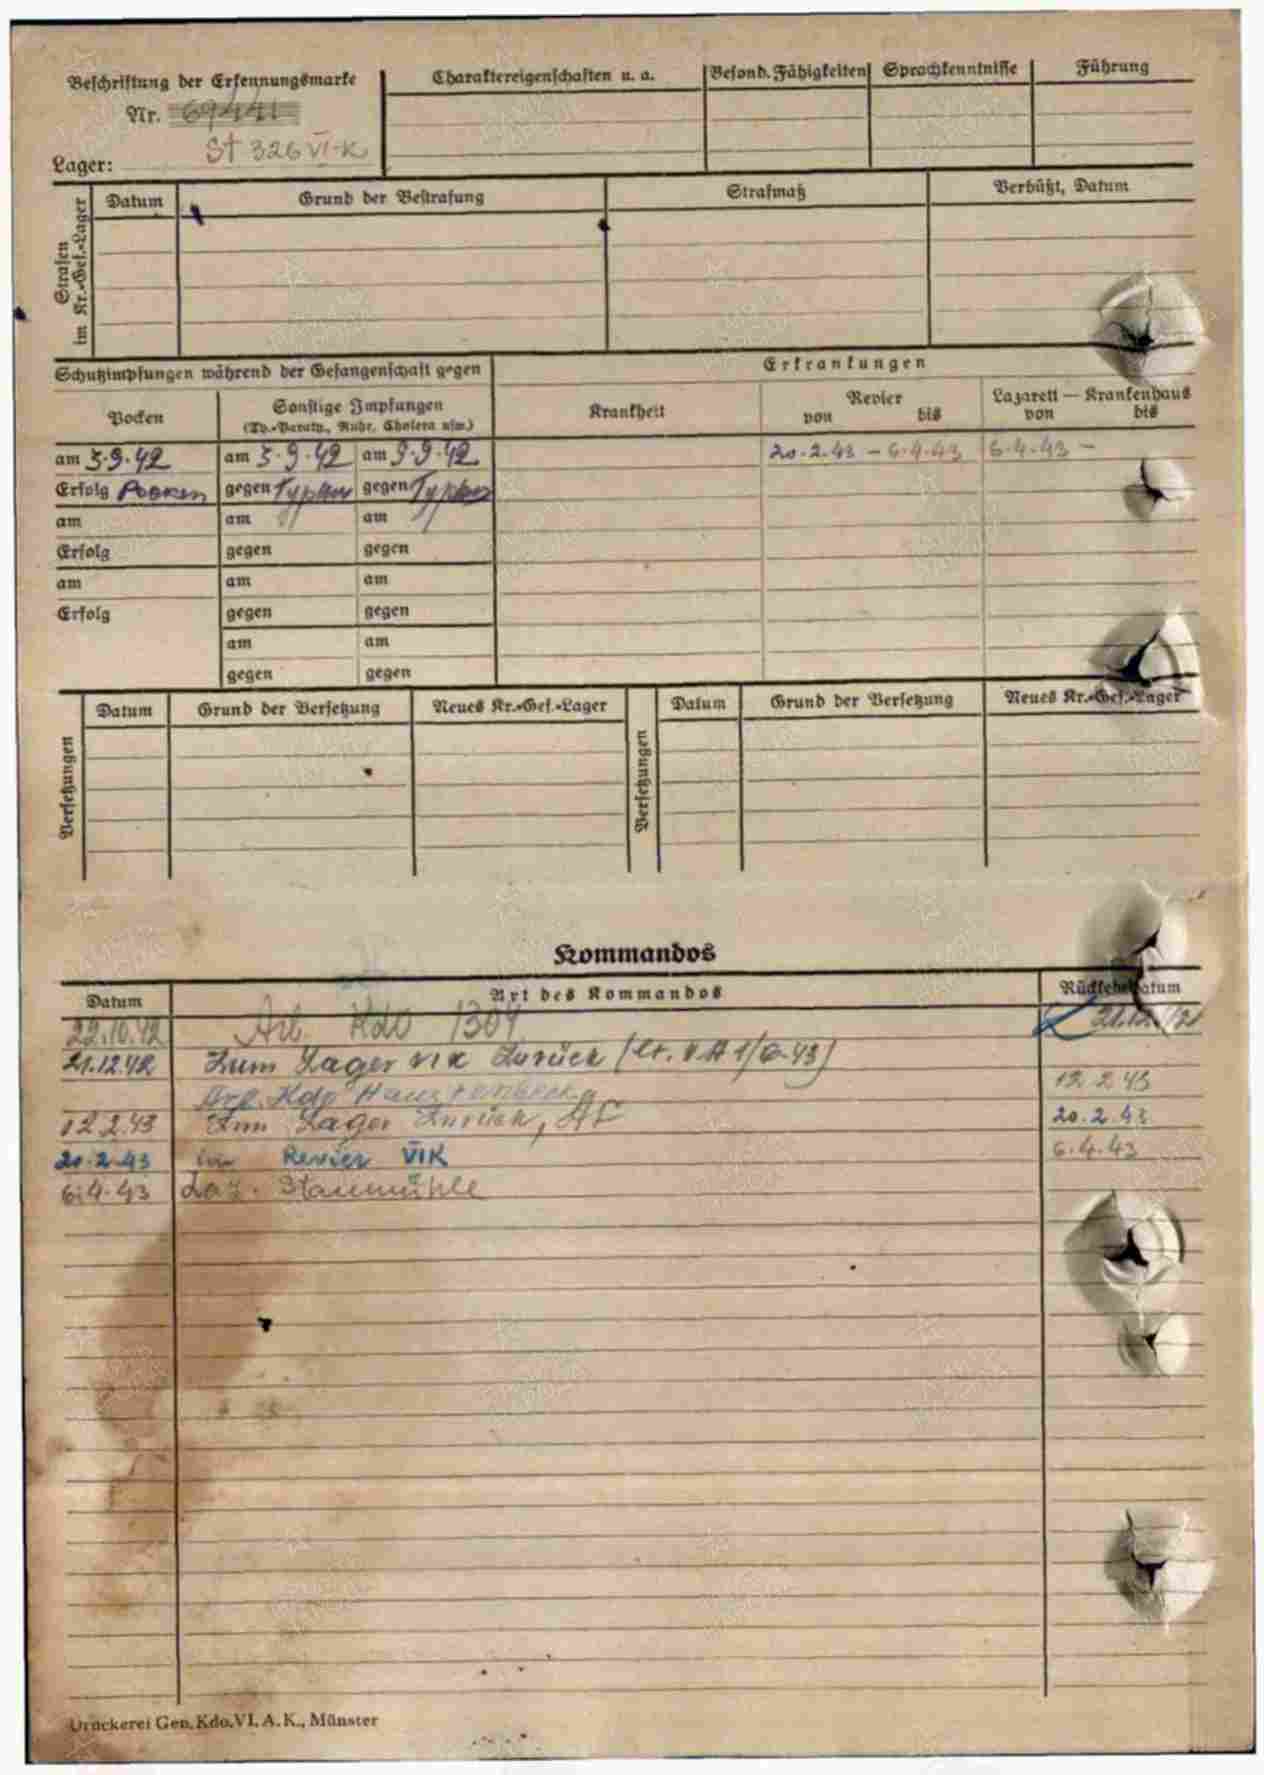 Beschriftung der Erkennungsmarke
Nr. 69441
Lager: St 326 VI-K
Charaktereigenschaften u. a.
Besond. Fähigkeiten
Sprachkenntnisse
Führung
Strafen im Kr.-Gef.-Lager
Datum
Grund der Bestrafung
Strafmaß
Verbüßt, Datum
Schutzimpfungen während der Gefangenschaft gegen
Erkrankungen
Pocken
Sonstige Impfungen
(Ty.-Paraty., Ruhr, Cholera usw.)
Krankheit
Revier
von bis
Lazarett — Krankenhaus
von bis
am 3.9.42 am 3.9.42 am 9.9.42
20.2.43 – 6.4.43 6.4.43 –
Erfolg Pocken gegen Typhus gegen Typhus
am am am
Erfolg gegen gegen
am am am
Erfolg gegen gegen
am am
gegen gegen
Versetzungen
Datum
Grund der Versetzung
Neues Kr.-Gef.-Lager
Versetzungen
Datum
Grund der Versetzung
Neues Kr.-Gef.-Lager
Kommandos
Datum
Art des Kommandos
Rückkehrdatum
22.10.42 Arb Kdo 1304 21.12.
21.12.42 Zum Lager VI K Zurück
Arb. Kdo Haustenbeck 12 2 43
12 2.43 Zum Lager Zurück, 20.2.43
20.2.43 Revier VIK 6.4.43
6.4.43 Laz. Staumühle
Druckerei Gen. Kdo. VI. A. K., Münster